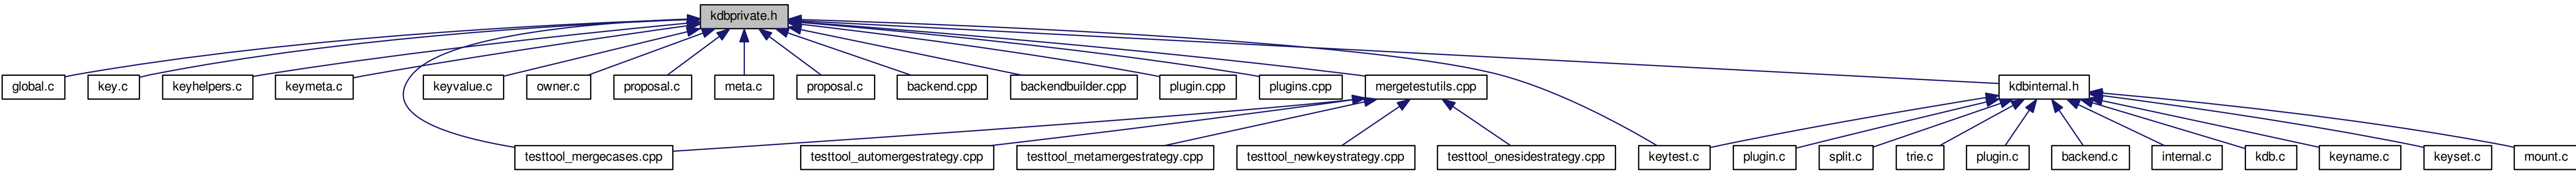 kdbprivate.h
global.c
key.c
keyhelpers.c
keymeta.c
keyvalue.c
owner.c
proposal.c
meta.c
proposal.c
backend.cpp
backendbuilder.cpp
plugin.cpp
plugins.cpp
mergetestutils.cpp
kdbinternal.h
testtool_mergecases.cpp
testtool_automergestrategy.cpp
testtool_metamergestrategy.cpp
testtool_newkeystrategy.cpp
testtool_onesidestrategy.cpp
keytest.c
plugin.c
split.c
trie.c
plugin.c
backend.c
internal.c
kdb.c
keyname.c
keyset.c
mount.c